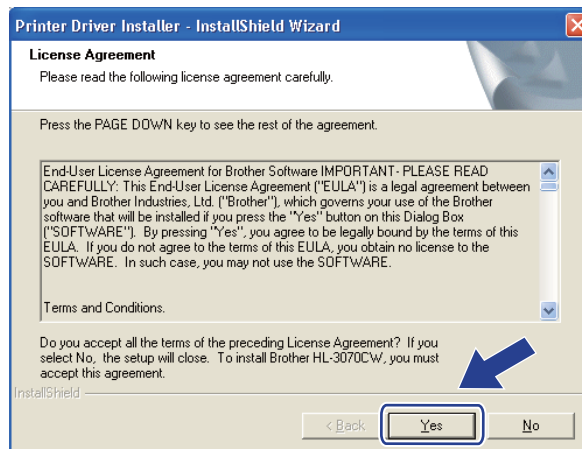 Printer Driver Installer - InstallShield Wizard
License Agreement
Please read the following license agreement carefully.
Press the PAGE DOWN key to see the rest of the agreement.
End-User License Agreement for Brother Software IMPORTANT- PLEASE READ
CAREFULLY: This End-User License Agreement ("EULA") is a legal agreement between
you and Brother Industries, Ltd. ("Brother"), which governs your use of the Brother
software that will be installed if you press the "Yes" button on this Dialog Box
("SOFTWARE"). By pressing "Yes", you agree to be legally bound by the terms of this
EULA. If you do not agree to the terms of this EULA, you obtain no license to the
SOFTWARE. In such case, you may not use the SOFTWARE.
Terms and Conditions.
Do you accept all the terms of the preceding License Agreement? If you
select No, the setup will close. To install Brother HL-3070CW, you must
accept this agreement.
InstallShield
< Back Yes No